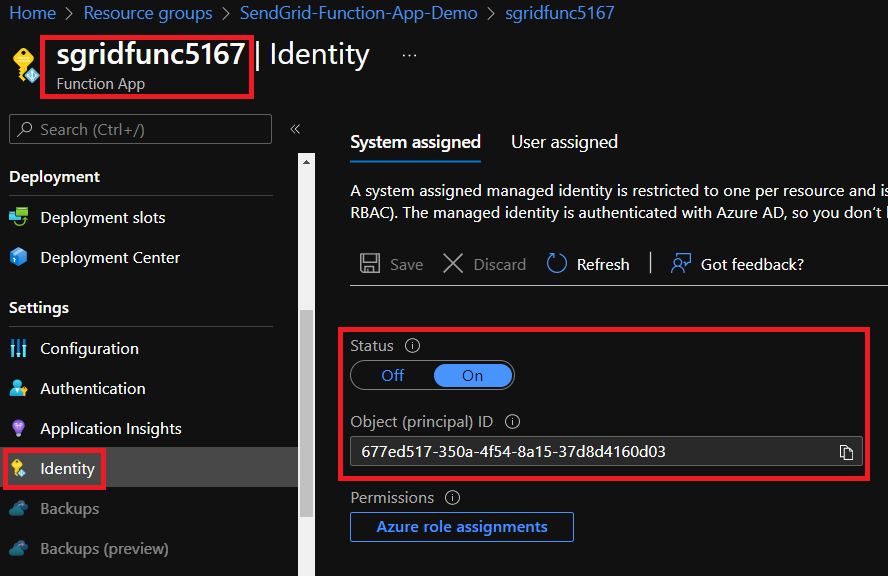 Home > Resource groups > SendGrid-Function-App-Demo > sgridfunc5167
sgridfunc5167 | Identity ...
Function App
Search (Ctrl+/)
«
Deployment
Deployment slots
Deployment Center
Settings
Configuration
Authentication
Application Insights
Identity
Backups
Backups (preview)
System assigned User assigned
A system assigned managed identity is restricted to one per resource and is
RBAC). The managed identity is authenticated with Azure AD, so you don't
Save Discard Refresh | Got feedback?
Status
Off On
Object (principal) ID
677ed517-350a-4f54-8a15-37d8d4160d03
Permissions
Azure role assignments